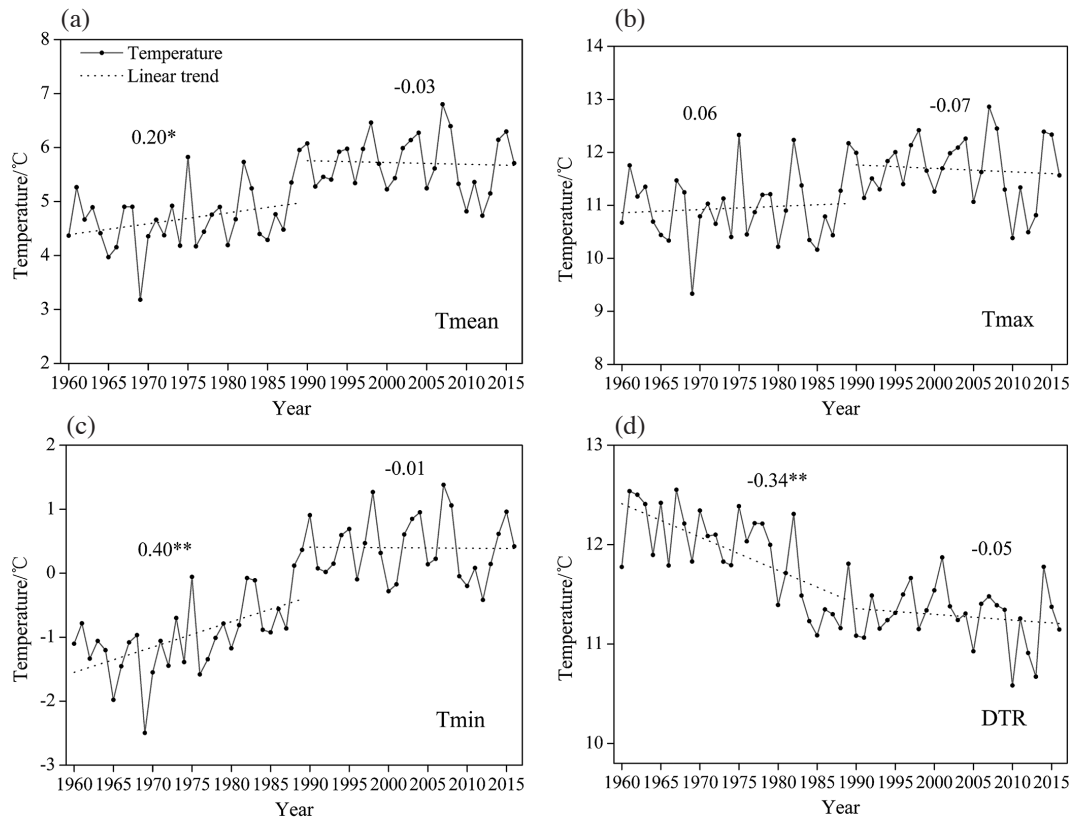 (a)
8
7
6
5
4
3
2
Temperature/℃
Temperature
Linear trend
0.20*
-0.03
Tmean
1960 1965 1970 1975 1980 1985 1990 1995 2000 2005 2010 2015
Year
(b)
14
13
12
11
10
9
8
Temperature/℃
0.06
-0.07
Tmax
1960 1965 1970 1975 1980 1985 1990 1995 2000 2005 2010 2015
Year
(c)
2
1
0
-1
-2
-3
Temperature/℃
0.40**
-0.01
Tmin
1960 1965 1970 1975 1980 1985 1990 1995 2000 2005 2010 2015
Year
(d)
13
12
11
10
Temperature/℃
-0.34**
-0.05
DTR
1960 1965 1970 1975 1980 1985 1990 1995 2000 2005 2010 2015
Year